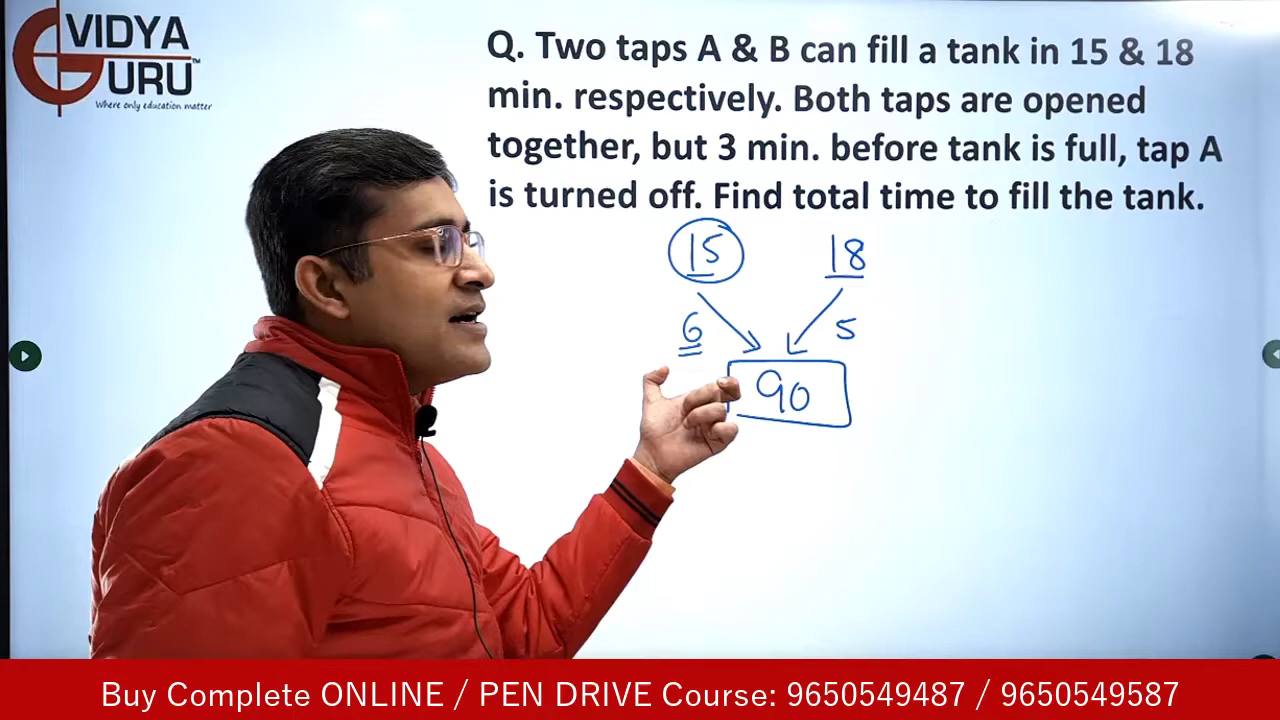 VIDYA
GURU™
Where only education matter
Q. Two taps A & B can fill a tank in 15 & 18
min. respectively. Both taps are opened
together, but 3 min. before tank is full, tap A
is turned off. Find total time to fill the tank.
15 18
6 5
90
Buy Complete ONLINE / PEN DRIVE Course: 9650549487 / 9650549587